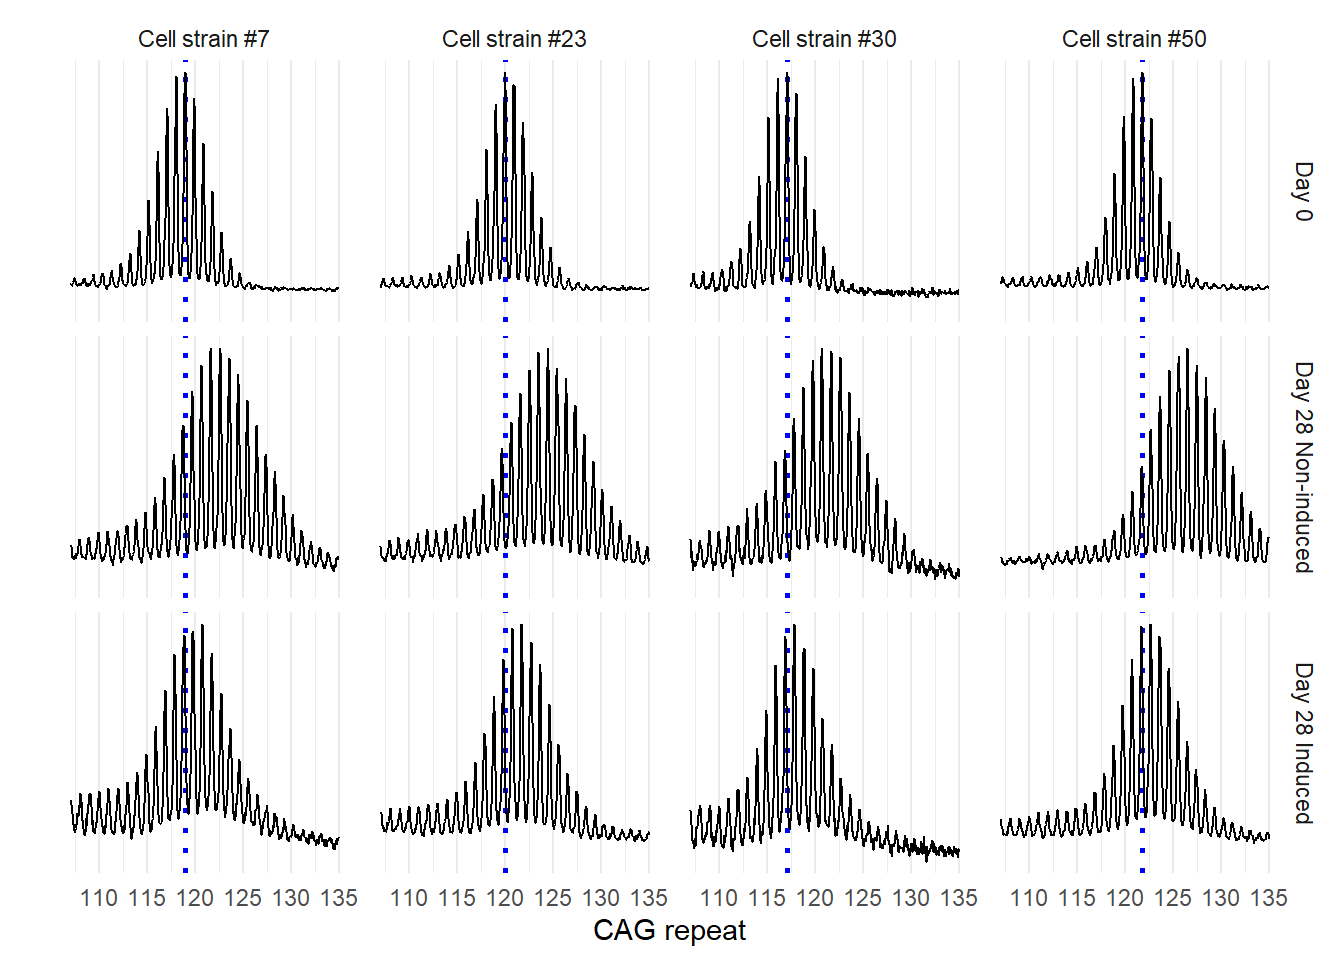 Cell strain #7 Cell strain #23 Cell strain #30 Cell strain #50
Day 0
Day 28 Non-induced
Day 28 Induced
110 115 120 125 130 135 110 115 120 125 130 135 110 115 120 125 130 135 110 115 120 125 130 135
CAG repeat